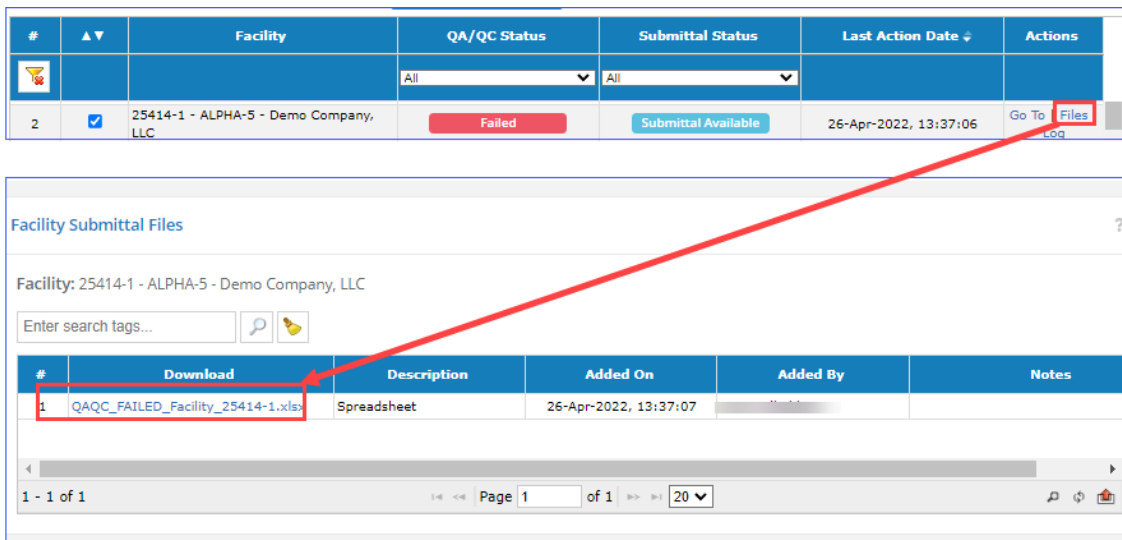 # ▲▼ Facility QA/QC Status Submittal Status Last Action Date Actions
All All
2 25414-1 - ALPHA-5 - Demo Company, LLC Failed Submittal Available 26-Apr-2022, 13:37:06 Go To | Files Log
Facility Submittal Files ?
Facility: 25414-1 - ALPHA-5 - Demo Company, LLC
Enter search tags...
# Download Description Added On Added By Notes
1 QAQC_FAILED_Facility_25414-1.xlsx Spreadsheet 26-Apr-2022, 13:37:07
1 - 1 of 1 Page 1 of 1 20